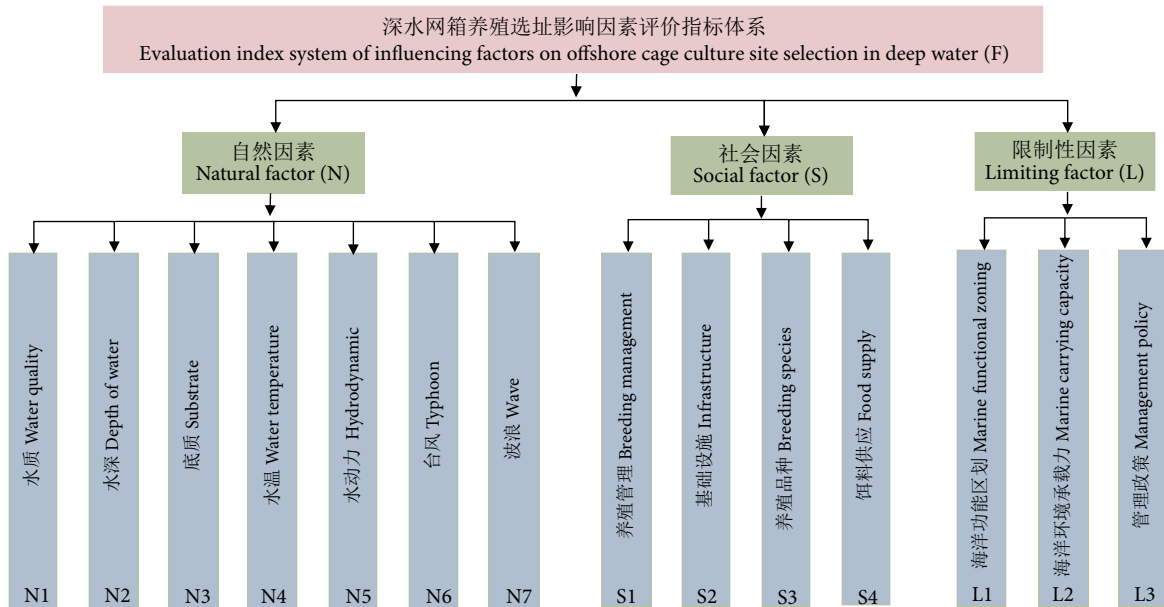 深水网箱养殖选址影响因素评价指标体系
Evaluation index system of influencing factors on offshore cage culture site selection in deep water (F)
自然因素
Natural factor (N)
社会因素
Social factor (S)
限制性因素
Limiting factor (L)
水质 Water quality
N1
水深 Depth of water
N2
底质 Substrate
N3
水温 Water temperature
N4
水动力 Hydrodynamic
N5
台风 Typhoon
N6
波浪 Wave
N7
养殖管理 Breeding management
S1
基础设施 Infrastructure
S2
养殖品种 Breeding species
S3
饵料供应 Food supply
S4
海洋功能区划 Marine functional zoning
L1
海洋环境承载力 Marine carrying capacity
L2
管理政策 Management policy
L3